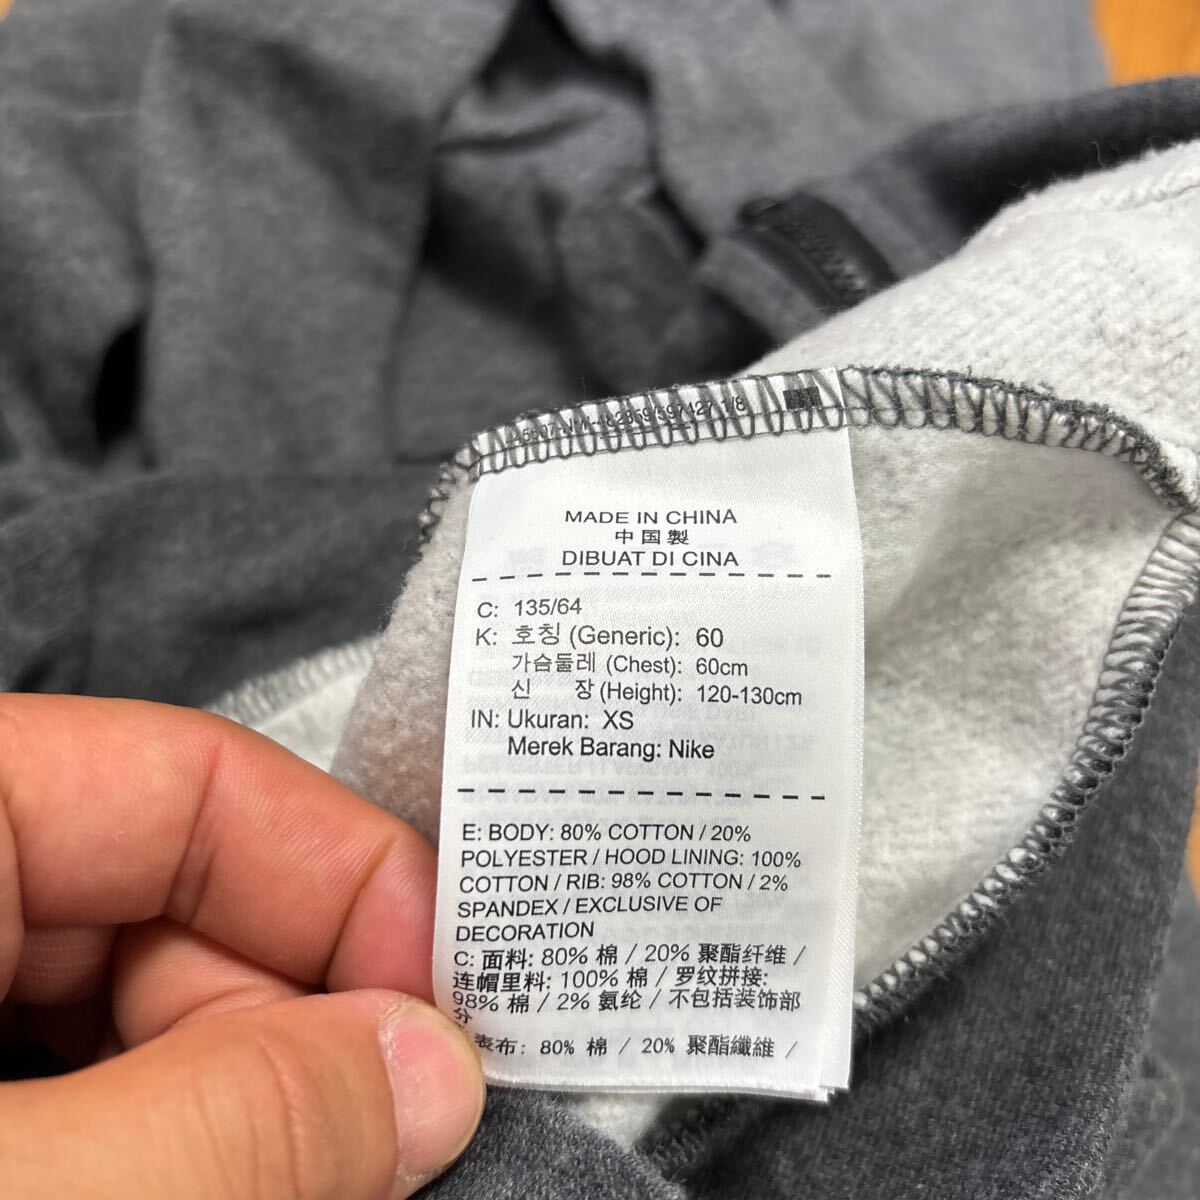 MADE IN CHINA
中国製
DIBUAT DI CINA
C: 135/64
K: 호칭 (Generic): 60
가슴둘레 (Chest): 60cm
신 장 (Height): 120-130cm
IN: Ukuran: XS
Merek Barang: Nike
E: BODY: 80% COTTON / 20%
POLYESTER / HOOD LINING: 100%
COTTON / RIB: 98% COTTON / 2%
SPANDEX / EXCLUSIVE OF
DECORATION
C: 面料: 80% 棉 / 20% 聚酯纤维 /
连帽里料: 100% 棉 / 罗纹拼接:
98% 棉 / 2% 氨纶 / 不包括装饰部
分
表布: 80% 棉 / 20% 聚酯纖維 /